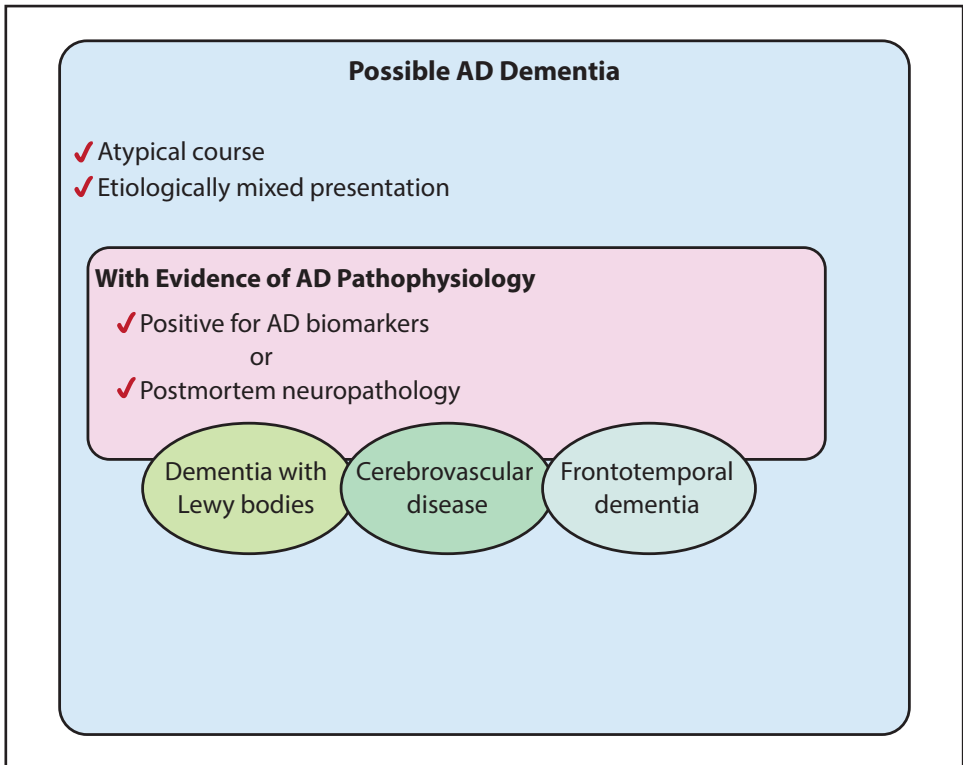 Possible AD Dementia
Atypical course
Etiologically mixed presentation
With Evidence of AD Pathophysiology
Positive for AD biomarkers
or
Postmortem neuropathology
Dementia with
Lewy bodies
Cerebrovascular
disease
Frontotemporal
dementia